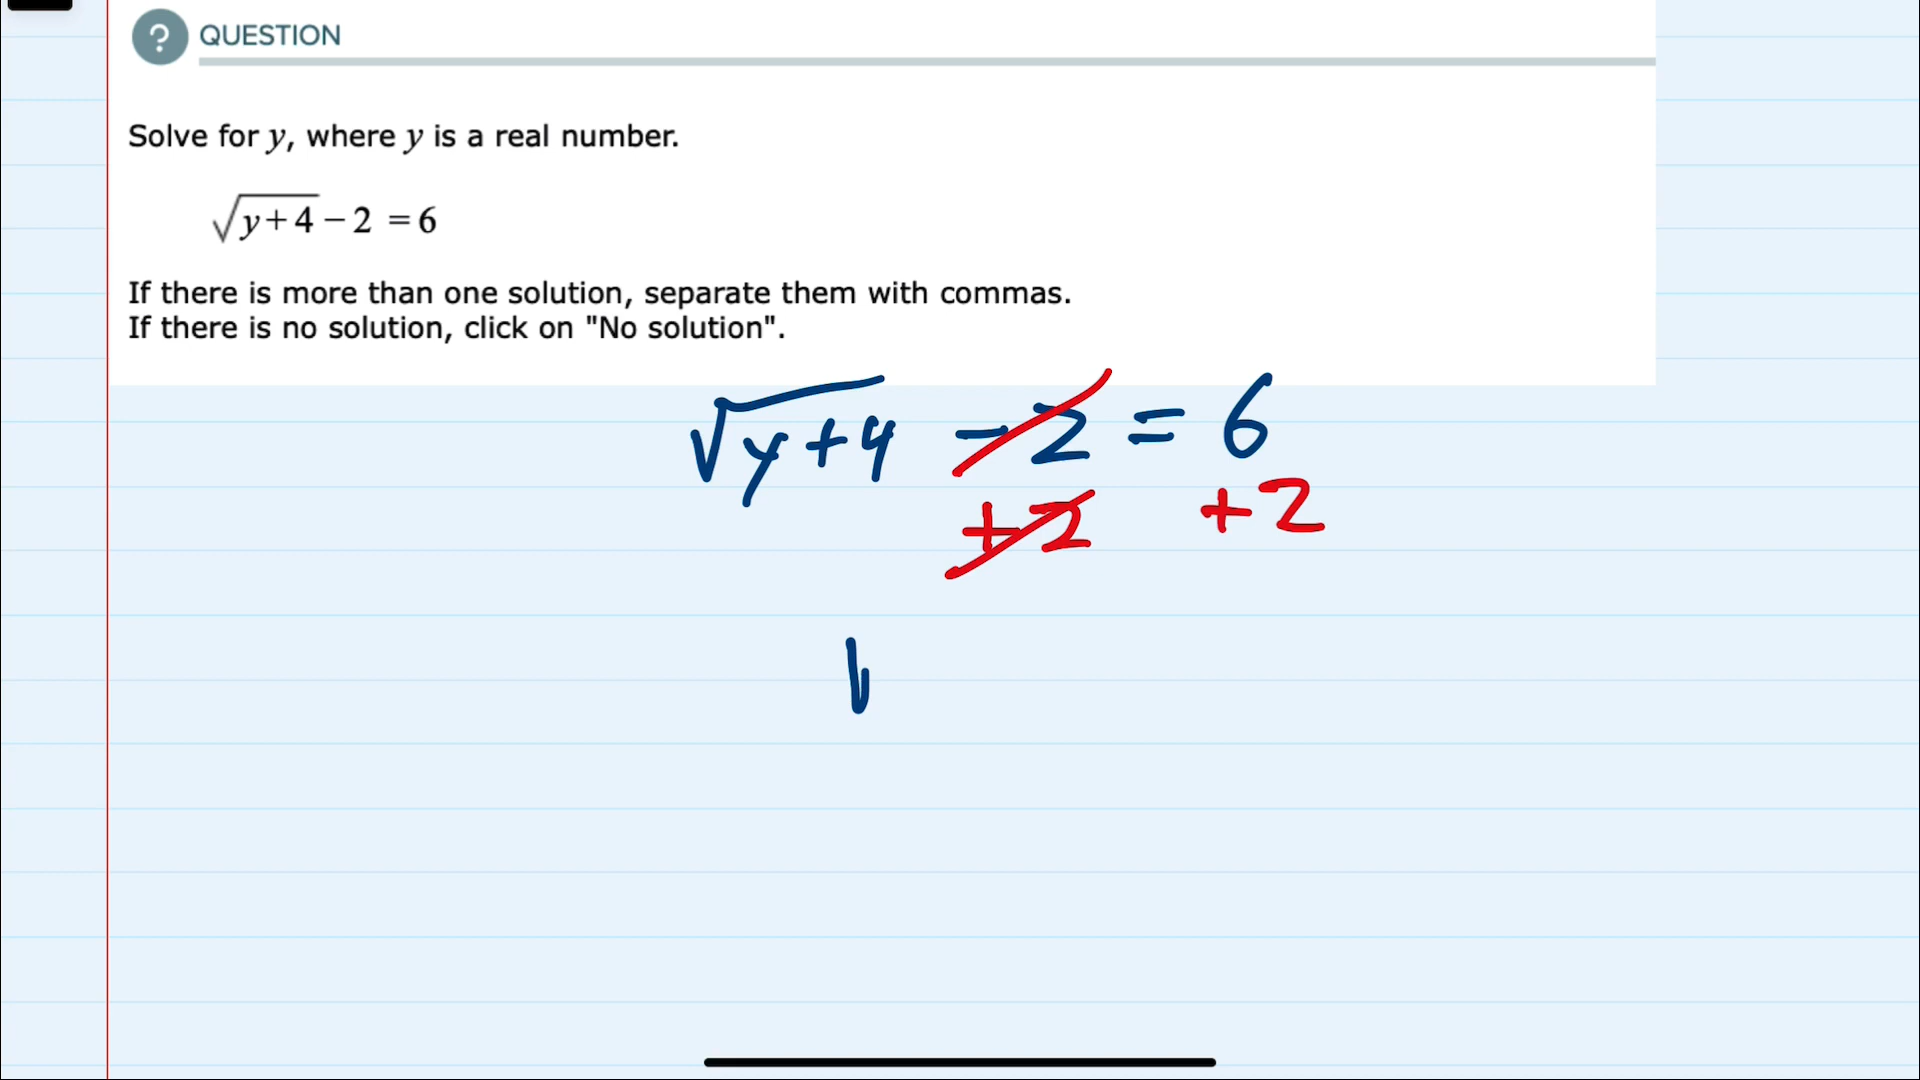 ? QUESTION
Solve for y, where y is a real number.
√y+4 − 2 = 6
If there is more than one solution, separate them with commas.
If there is no solution, click on "No solution".
√y+4 −2 = 6
+2 +2